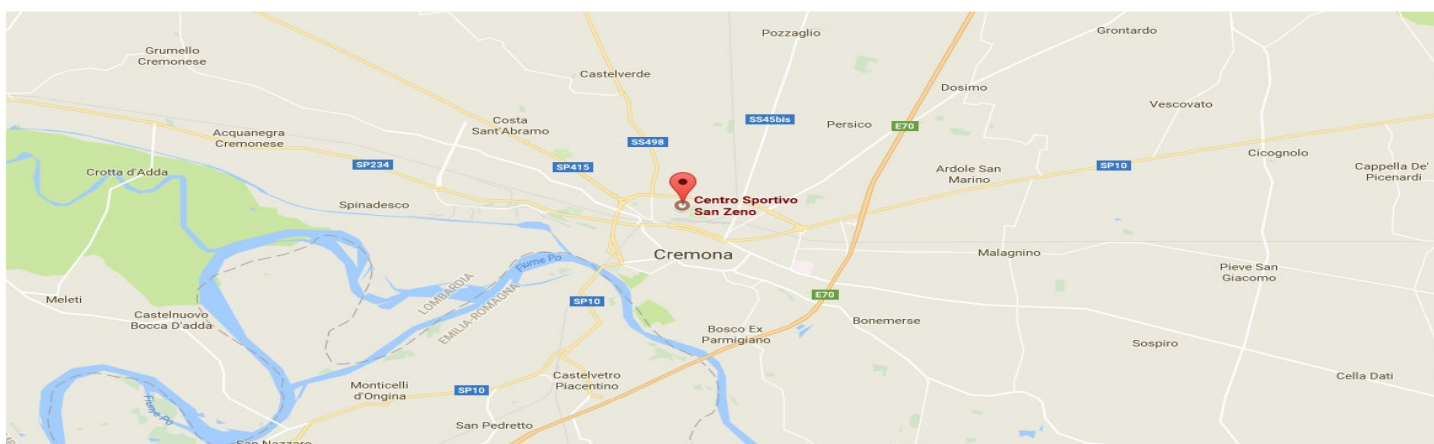 Pozzaglio
Grontardo
Grumello
Cremonese
Castelverde
Dosimo
Vescovato
Costa
Sant'Abramo
SS45bis
Persico
E70
Acquanegra
Cremonese
SS498
Cicognolo
SP234
SP415
SP10
Ardole San
Marino
Cappella De'
Picenardi
Crotta d'Adda
Spinadesco
Centro Sportivo
San Zeno
Cremona
Malagnino
Fiume Po
Pieve San
Giacomo
LOMBARDIA
EMILIA-ROMAGNA
Meleti
SP10
E70
Castelnuovo
Bocca D'adda
Bonemerse
Bosco Ex
Parmigiano
Sospiro
Monticelli
d'Ongina
SP10
Castelvetro
Piacentino
Cella Dati
Fiume Po
San Pedretto
San Nazzaro